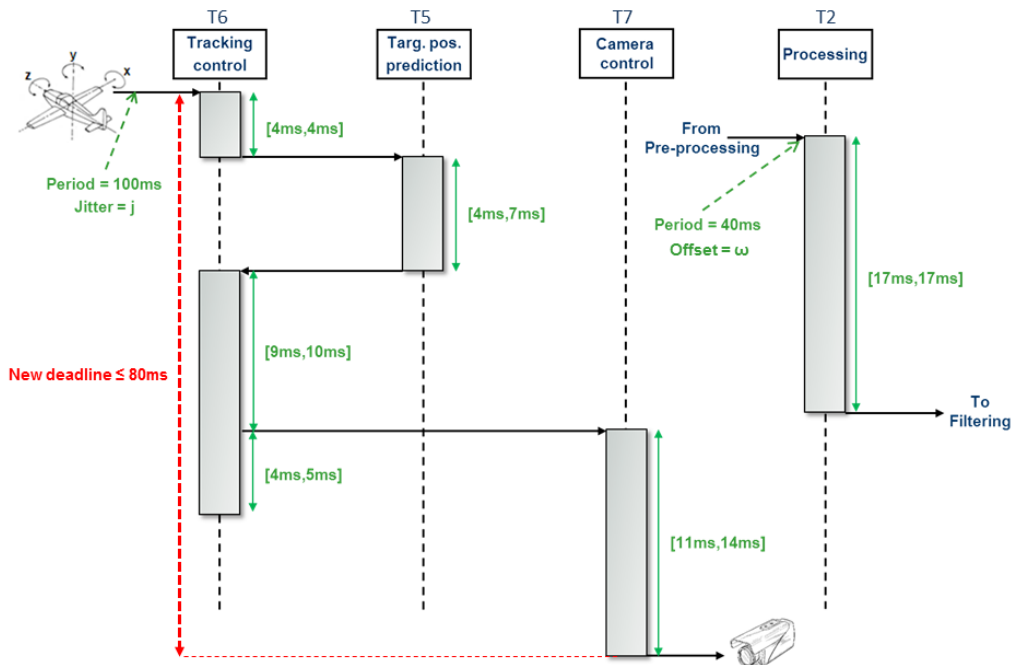 T6
T5
T7
T2
Tracking
control
Targ. pos.
prediction
Camera
control
Processing
y
z
x
[4ms,4ms]
From
Pre-processing
Period = 100ms
Jitter = j
[4ms,7ms]
Period = 40ms
Offset = ω
[17ms,17ms]
[9ms,10ms]
New deadline ≤ 80ms
To
Filtering
[4ms,5ms]
[11ms,14ms]